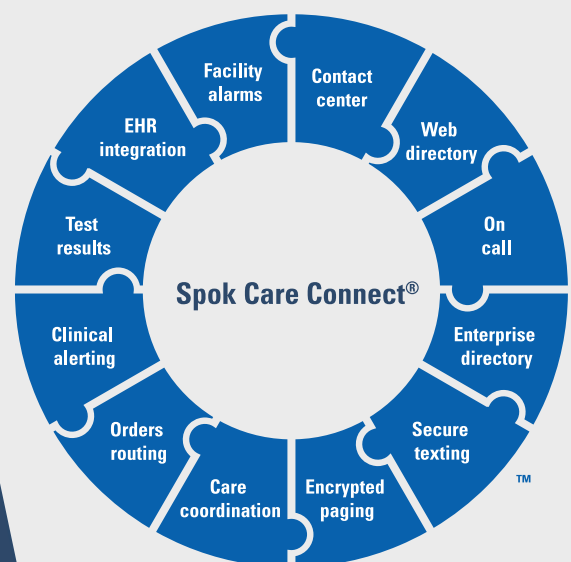 Facility
alarms
Contact
center
Web
directory
On
call
Enterprise
directory
Secure
texting
™
Encrypted
paging
Care
coordination
Orders
routing
Clinical
alerting
Test
results
EHR
integration
Spok Care Connect®